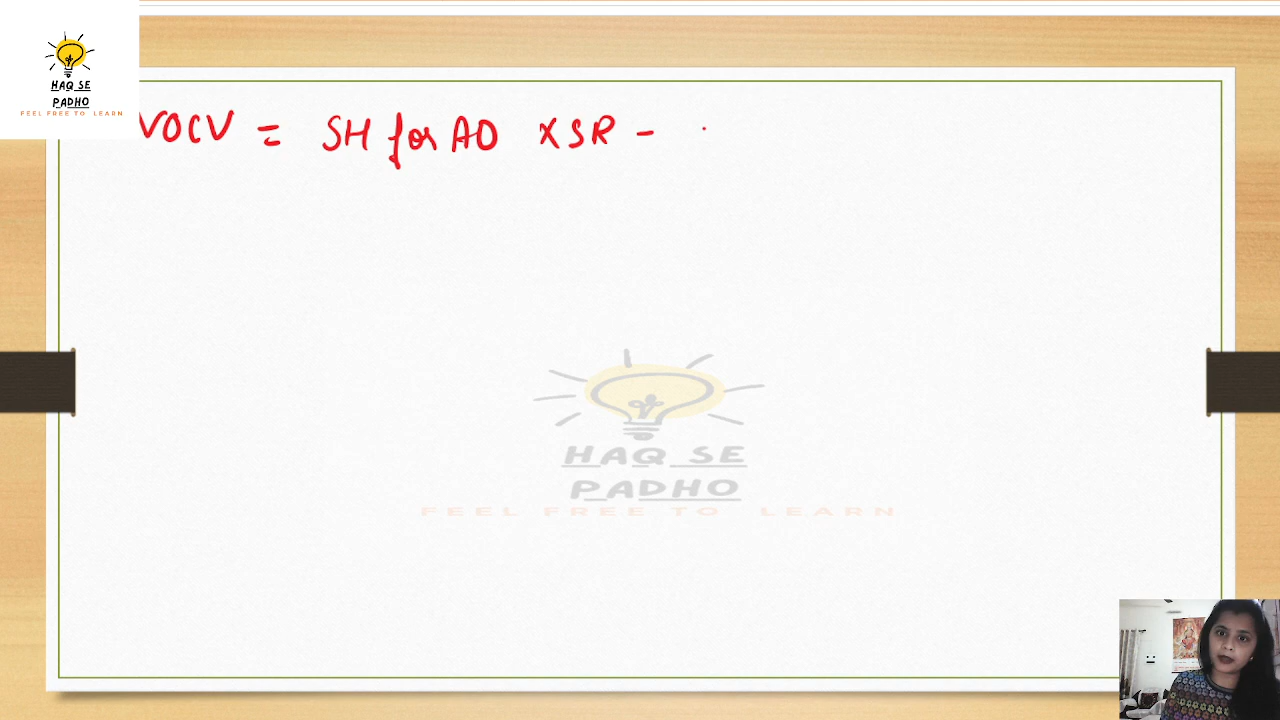 HAQ SE
PADHO
FEEL FREE TO LEARN
VOCV = SH for AO X SR -
HAQ SE
PADHO
FEEL FREE TO LEARN